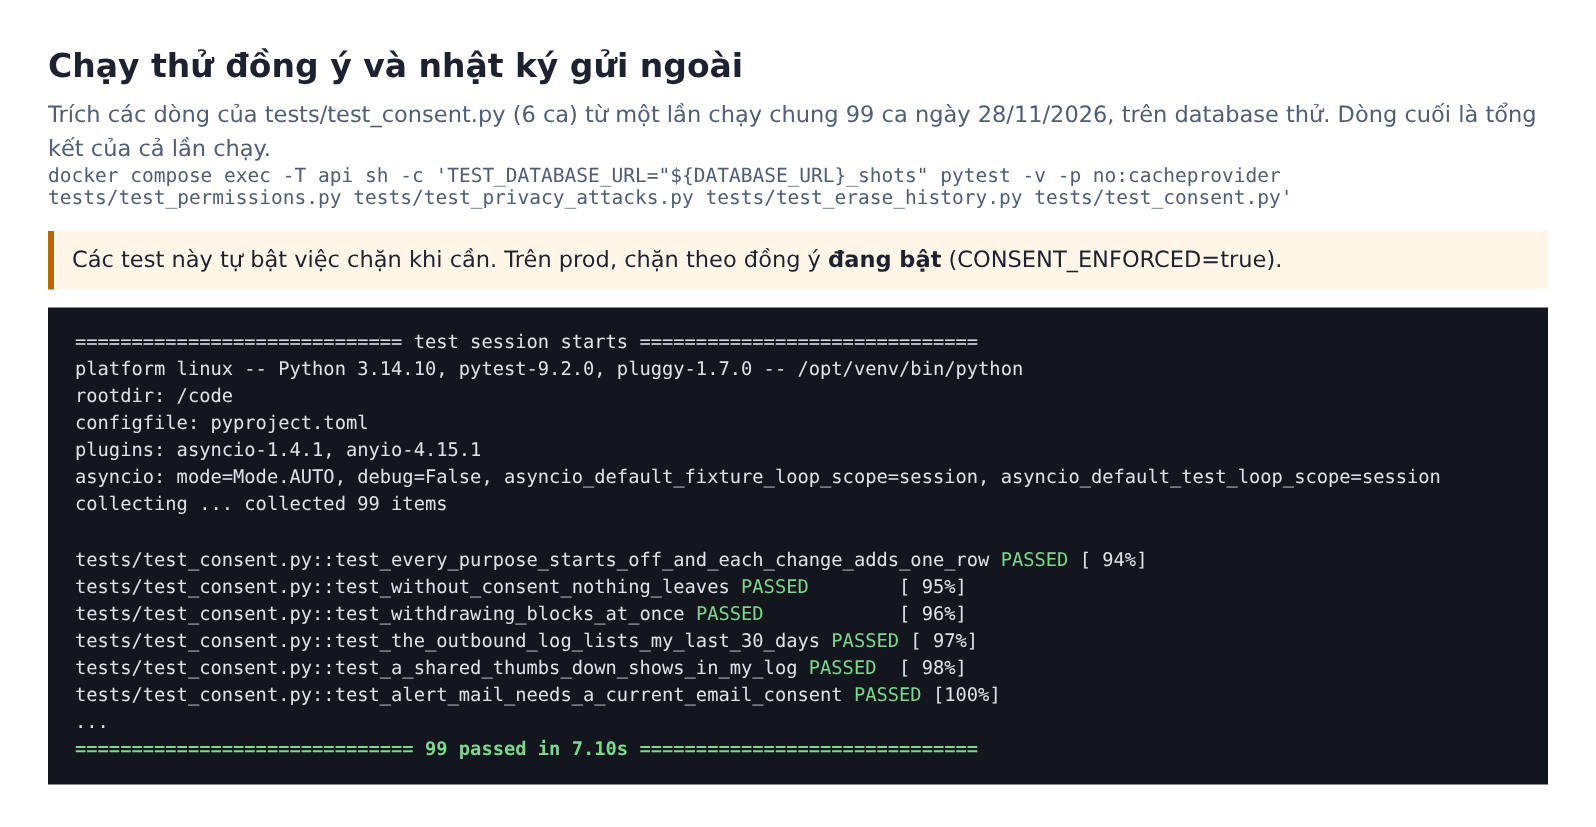 Chạy thử đồng ý và nhật ký gửi ngoài
Trích các dòng của tests/test_consent.py (6 ca) từ một lần chạy chung 99 ca ngày 28/11/2026, trên database thử. Dòng cuối là tổng
kết của cả lần chạy.
docker compose exec -T api sh -c 'TEST_DATABASE_URL="${DATABASE_URL}_shots" pytest -v -p no:cacheprovider
tests/test_permissions.py tests/test_privacy_attacks.py tests/test_erase_history.py tests/test_consent.py'
Các test này tự bật việc chặn khi cần. Trên prod, chặn theo đồng ý đang bật (CONSENT_ENFORCED=true).
============================= test session starts ==============================
platform linux -- Python 3.14.10, pytest-9.2.0, pluggy-1.7.0 -- /opt/venv/bin/python
rootdir: /code
configfile: pyproject.toml
plugins: asyncio-1.4.1, anyio-4.15.1
asyncio: mode=Mode.AUTO, debug=False, asyncio_default_fixture_loop_scope=session, asyncio_default_test_loop_scope=session
collecting ... collected 99 items
tests/test_consent.py::test_every_purpose_starts_off_and_each_change_adds_one_row PASSED [ 94%]
tests/test_consent.py::test_without_consent_nothing_leaves PASSED        [ 95%]
tests/test_consent.py::test_withdrawing_blocks_at_once PASSED            [ 96%]
tests/test_consent.py::test_the_outbound_log_lists_my_last_30_days PASSED [ 97%]
tests/test_consent.py::test_a_shared_thumbs_down_shows_in_my_log PASSED  [ 98%]
tests/test_consent.py::test_alert_mail_needs_a_current_email_consent PASSED [100%]
...
============================== 99 passed in 7.10s ==============================